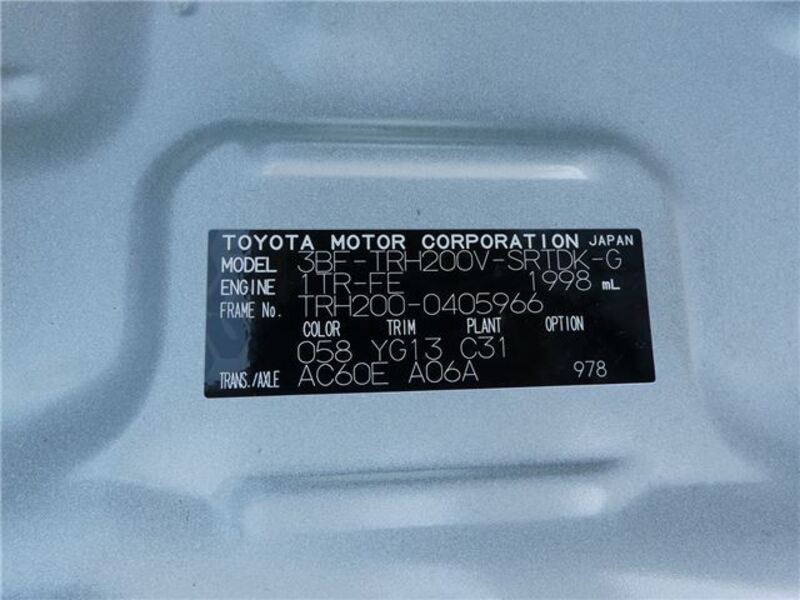 TOYOTA MOTOR CORPORATION JAPAN
MODEL 3BF-TRH200V-SRTDK-G
ENGINE 1TR-FE 1998 mL
FRAME No. TRH200-0405966
COLOR TRIM PLANT OPTION
058 YG13 C31
TRANS./AXLE AC60E A06A 978